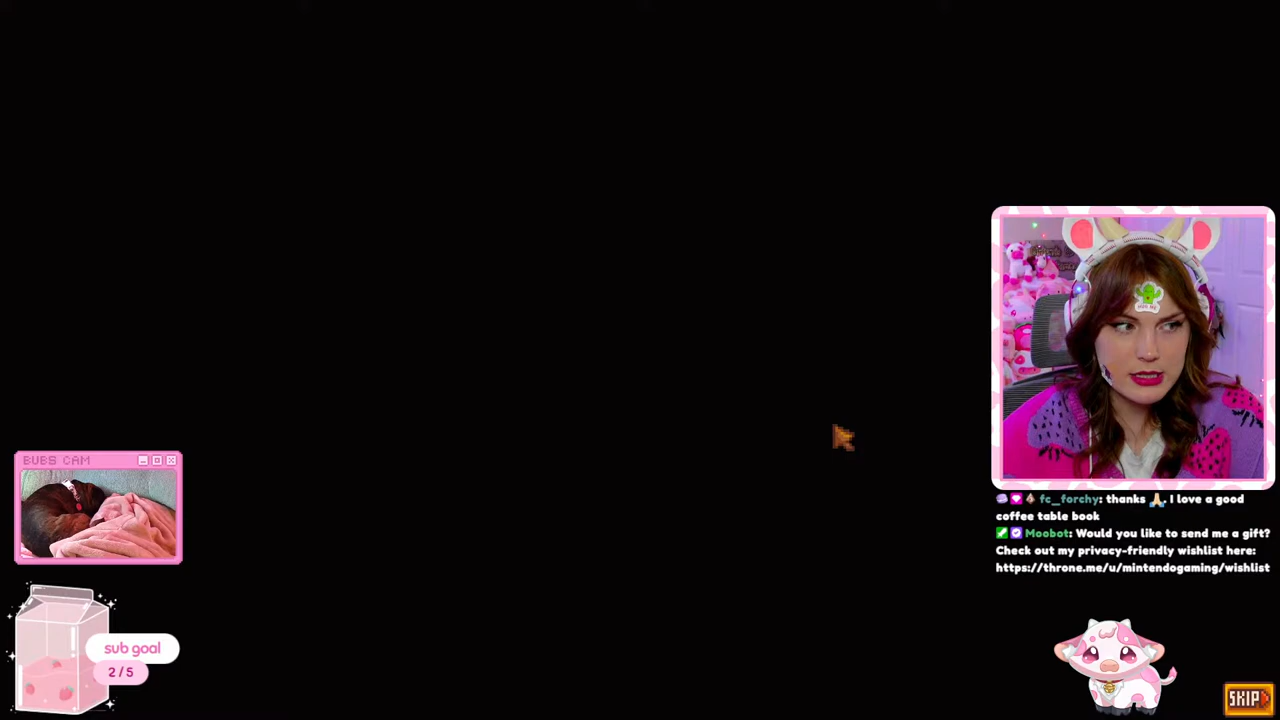 BUBS CAM
sub goal
2/5
fc_forchy: thanks 🙏. I love a good
coffee table book
Moobot: Would you like to send me a gift?
Check out my privacy-friendly wishlist here:
https://throne.me/u/mintendogaming/wishlist
SKIP